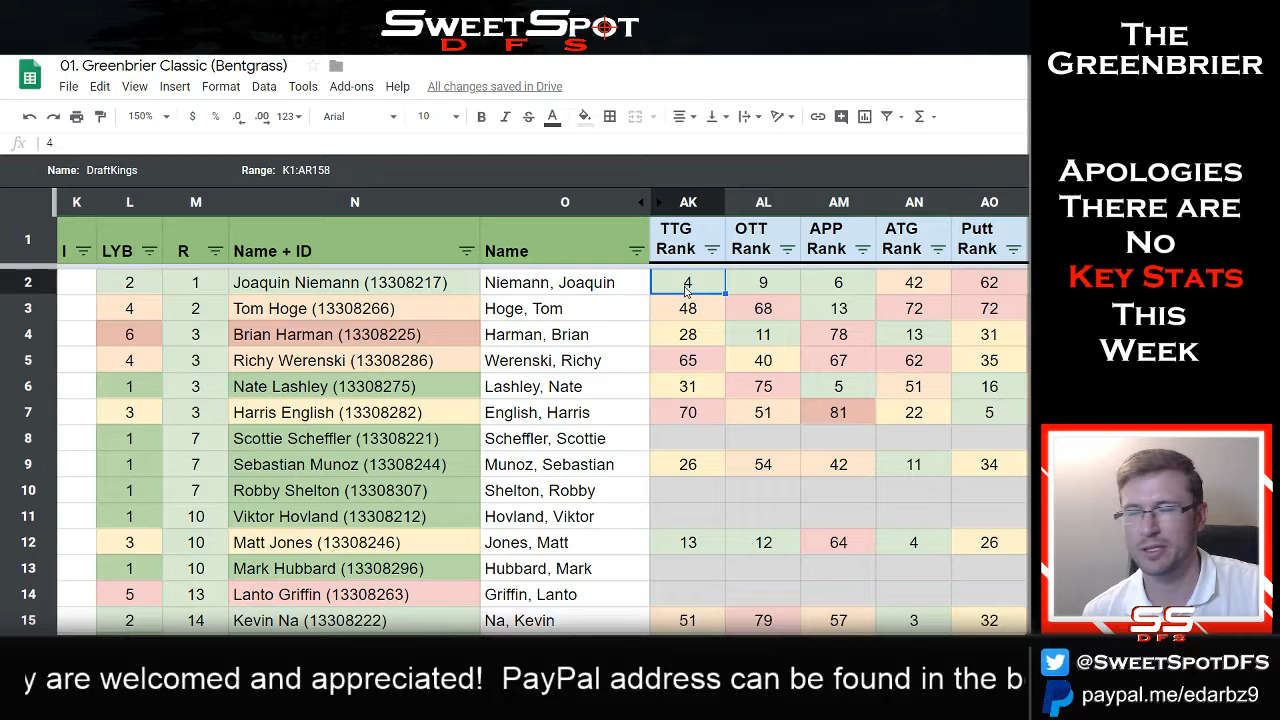 SweetSpot
DFS
01. Greenbrier Classic (Bentgrass)
File Edit View Insert Format Data Tools Add-ons Help All changes saved in Drive
150% $ % .0 .00 123 Arial 10 B I S A
fx 4
Name: DraftKings Range: K1:AR158
K L M N O AK AL AM AN AO
1 I LYB R Name + ID Name TTG Rank OTT Rank APP Rank ATG Rank Putt Rank
2 2 1 Joaquin Niemann (13308217) Niemann, Joaquin 4 9 6 42 62
3 4 2 Tom Hoge (13308266) Hoge, Tom 48 68 13 72 72
4 6 3 Brian Harman (13308225) Harman, Brian 28 11 78 13 31
5 4 3 Richy Werenski (13308286) Werenski, Richy 65 40 67 62 35
6 1 3 Nate Lashley (13308275) Lashley, Nate 31 75 5 51 16
7 3 3 Harris English (13308282) English, Harris 70 51 81 22 5
8 1 7 Scottie Scheffler (13308221) Scheffler, Scottie
9 1 7 Sebastian Munoz (13308244) Munoz, Sebastian 26 54 42 11 34
10 1 7 Robby Shelton (13308307) Shelton, Robby
11 1 10 Viktor Hovland (13308212) Hovland, Viktor
12 3 10 Matt Jones (13308246) Jones, Matt 13 12 64 4 26
13 1 10 Mark Hubbard (13308296) Hubbard, Mark
14 5 13 Lanto Griffin (13308263) Griffin, Lanto
15 2 14 Kevin Na (13308222) Na, Kevin 51 79 57 3 32
The
Greenbrier
Apologies
There are
No
Key Stats
This
Week
SS
DFS
y are welcomed and appreciated! PayPal address can be found in the b
@SweetSpotDFS
paypal.me/edarbz9